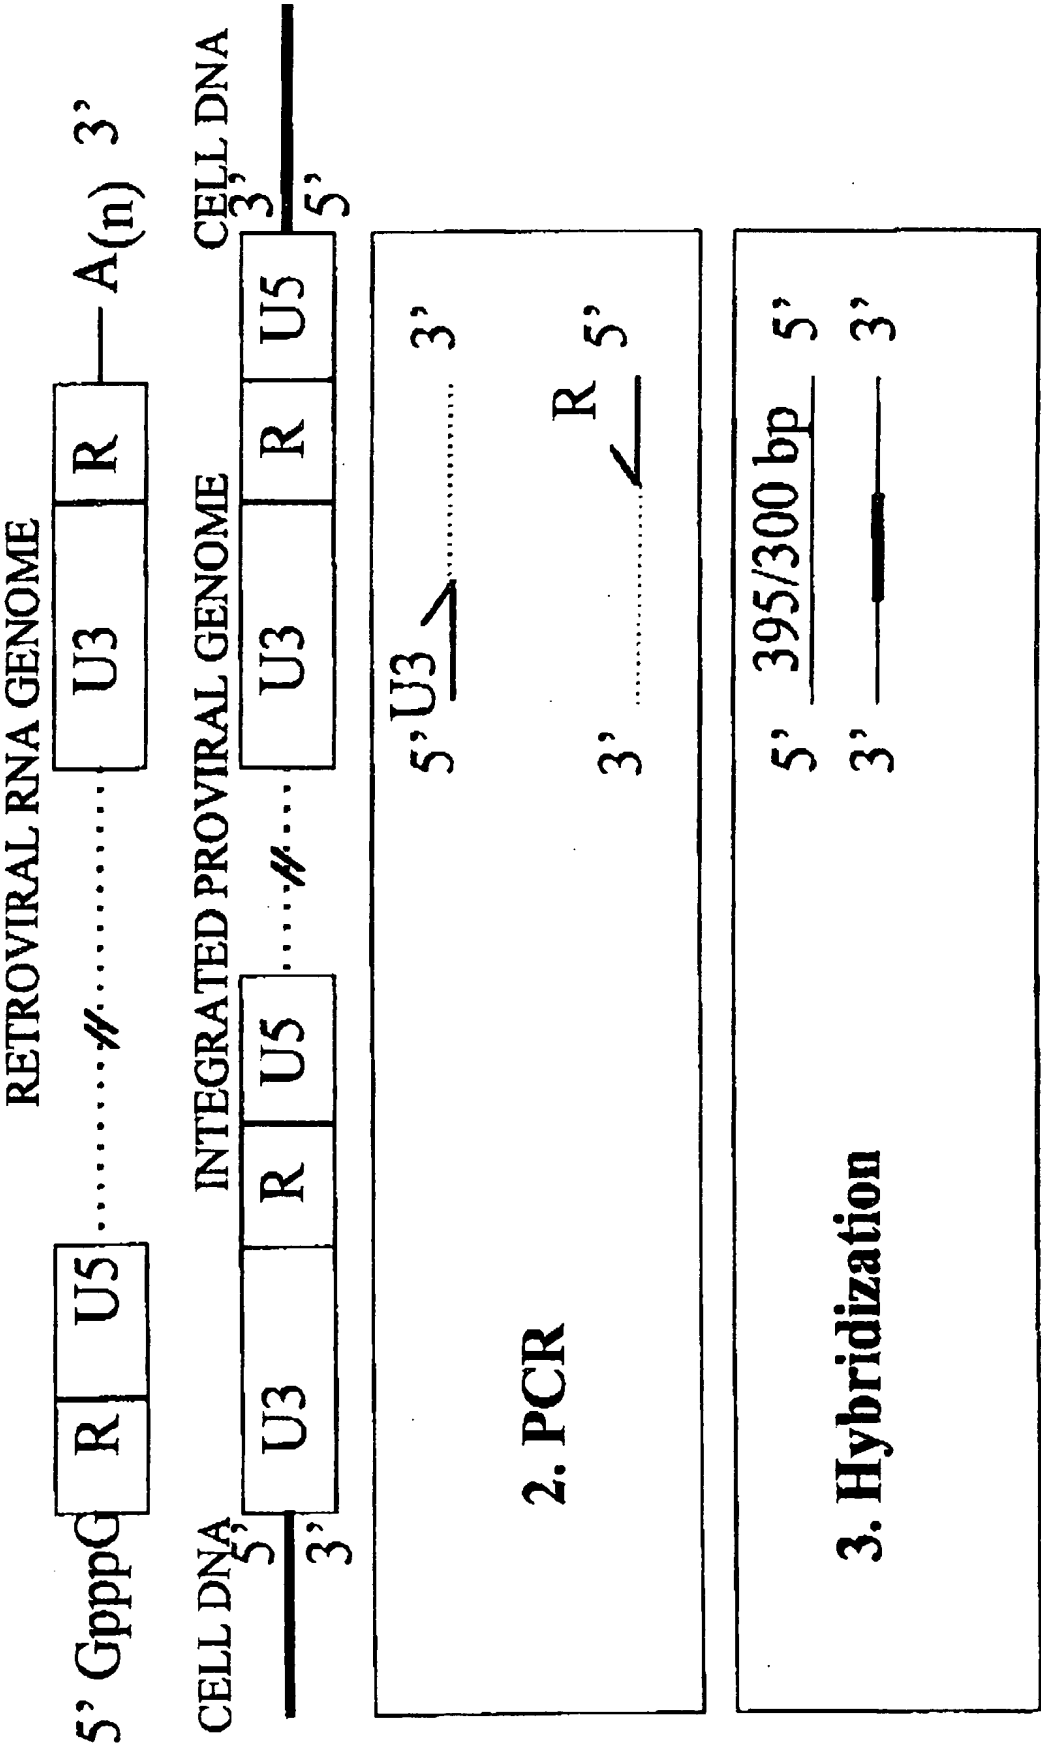 RETROVIRAL RNA GENOME
5' GpppG R U5 U3 R A(n) 3'
INTEGRATED PROVIRAL GENOME
CELL DNA CELL DNA
5' 3'
U3 R U5 U3 R U5
3' 5'
5' U3 3'
2. PCR
R
3' 5'
395/300 bp
5' 5'
3' 3'
3. Hybridization